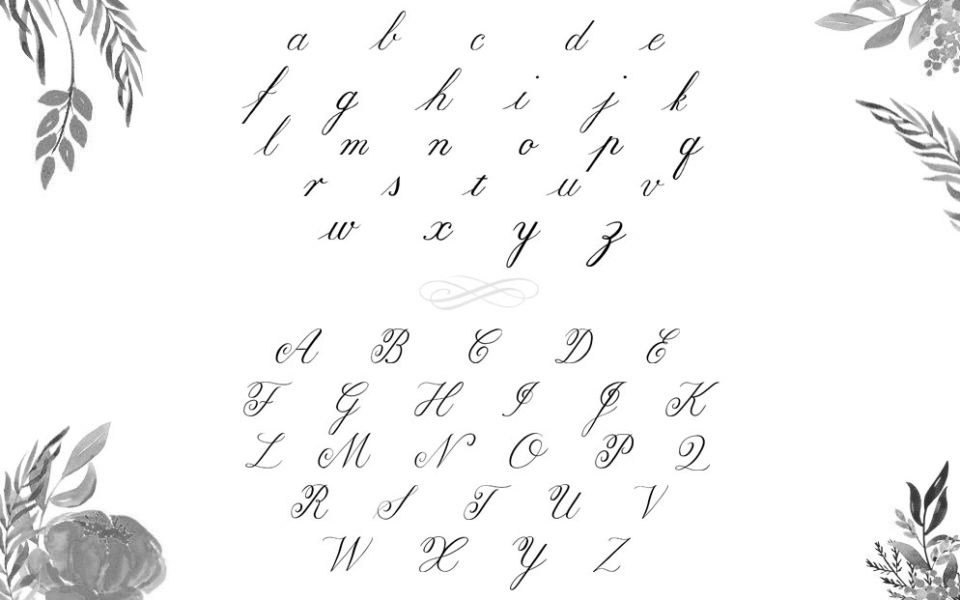 a b c d e
f g h i j k
l m n o p q
r s t u v
w x y z
A B C D E
F G H I J K
L M N O P Q
R S T U V
W X Y Z